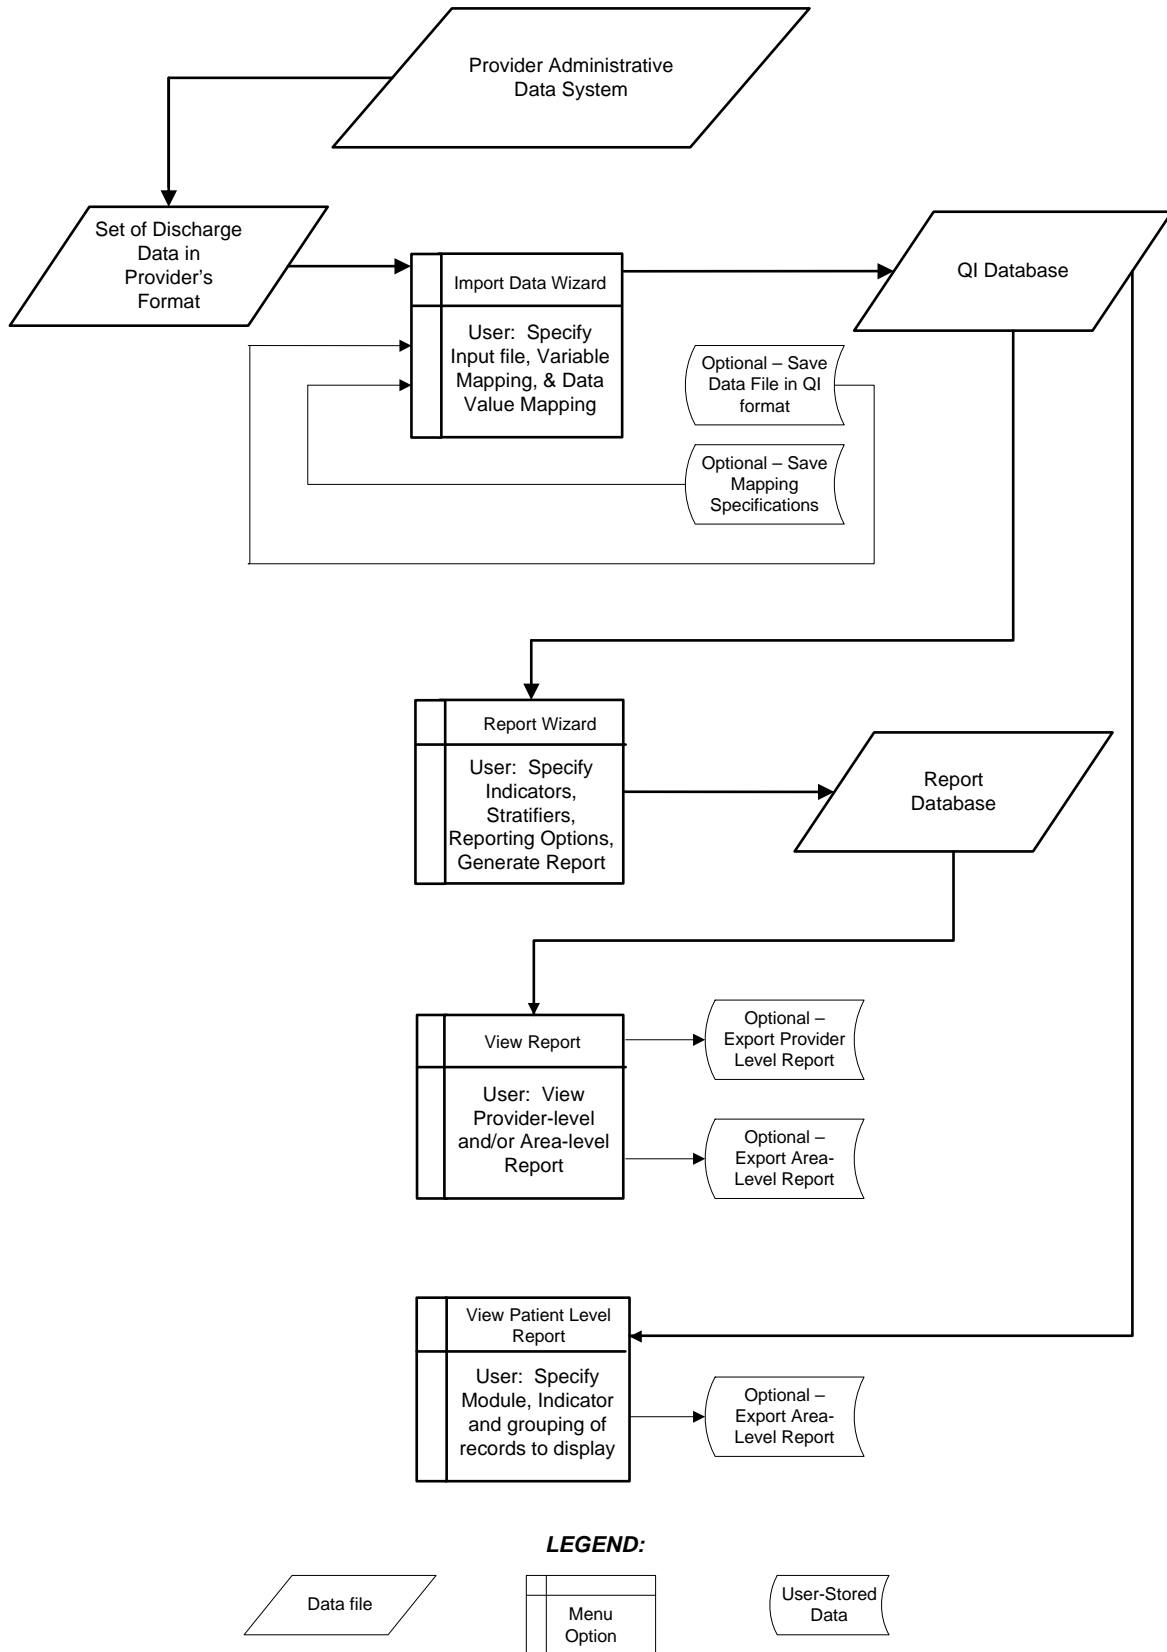 Provider Administrative
Data System
Set of Discharge
Data in
Provider's
Format
Import Data Wizard
User:  Specify
Input file, Variable
Mapping, & Data
Value Mapping
QI Database
Optional – Save
Data File in QI
format
Optional – Save
Mapping
Specifications
Report Wizard
User:  Specify
Indicators,
Stratifiers,
Reporting Options,
Generate Report
Report
Database
View Report
User:  View
Provider-level
and/or Area-level
Report
Optional –
Export Provider
Level Report
Optional –
Export Area-
Level Report
View Patient Level
Report
User:  Specify
Module, Indicator
and grouping of
records to display
Optional –
Export Area-
Level Report
LEGEND:
Data file
Menu
Option
User-Stored
Data